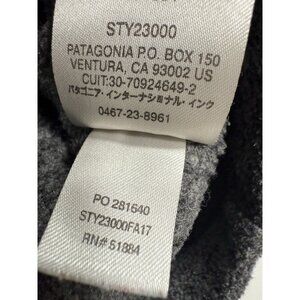 STY23000
PATAGONIA P.O. BOX 150
VENTURA, CA 93002 US
CUIT:30-70924649-2
パタゴニア・インターナショナル・インク
0467-23-8961
PO 281640
STY23000FA17
RN# 51884